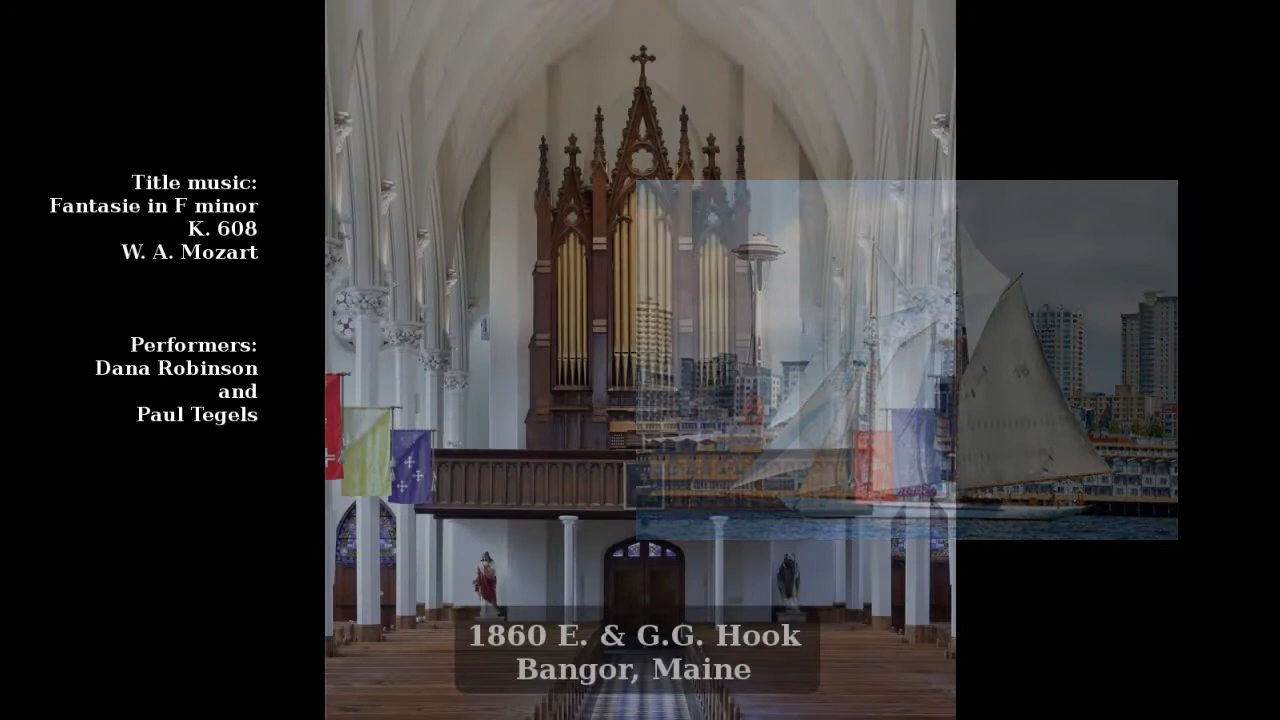 Title music:
Fantasie in F minor
K. 608
W. A. Mozart
Performers:
Dana Robinson
and
Paul Tegels
1860 E. & G.G. Hook
Bangor, Maine